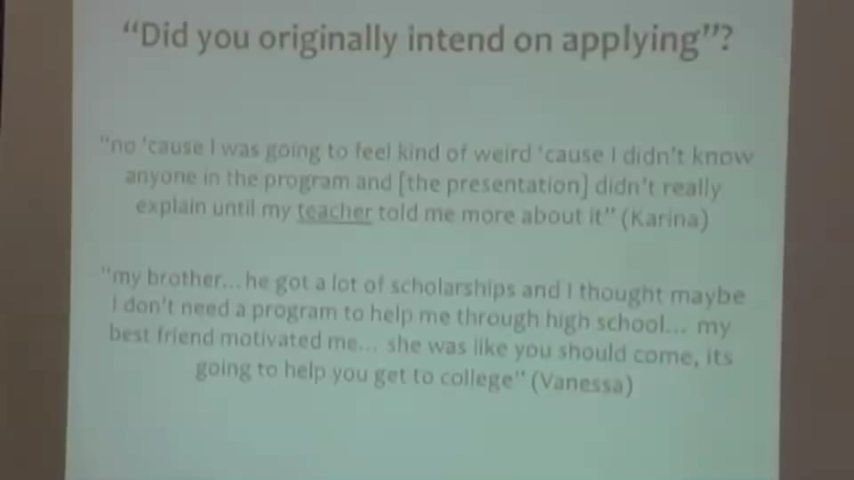 “Did you originally intend on applying”?
“no ‘cause I was going to feel kind of weird ‘cause I didn’t know
anyone in the program and [the presentation] didn’t really
explain until my teacher told me more about it” (Karina)
“my brother... he got a lot of scholarships and I thought maybe
I don’t need a program to help me through high school... my
best friend motivated me... she was like you should come, its
going to help you get to college” (Vanessa)